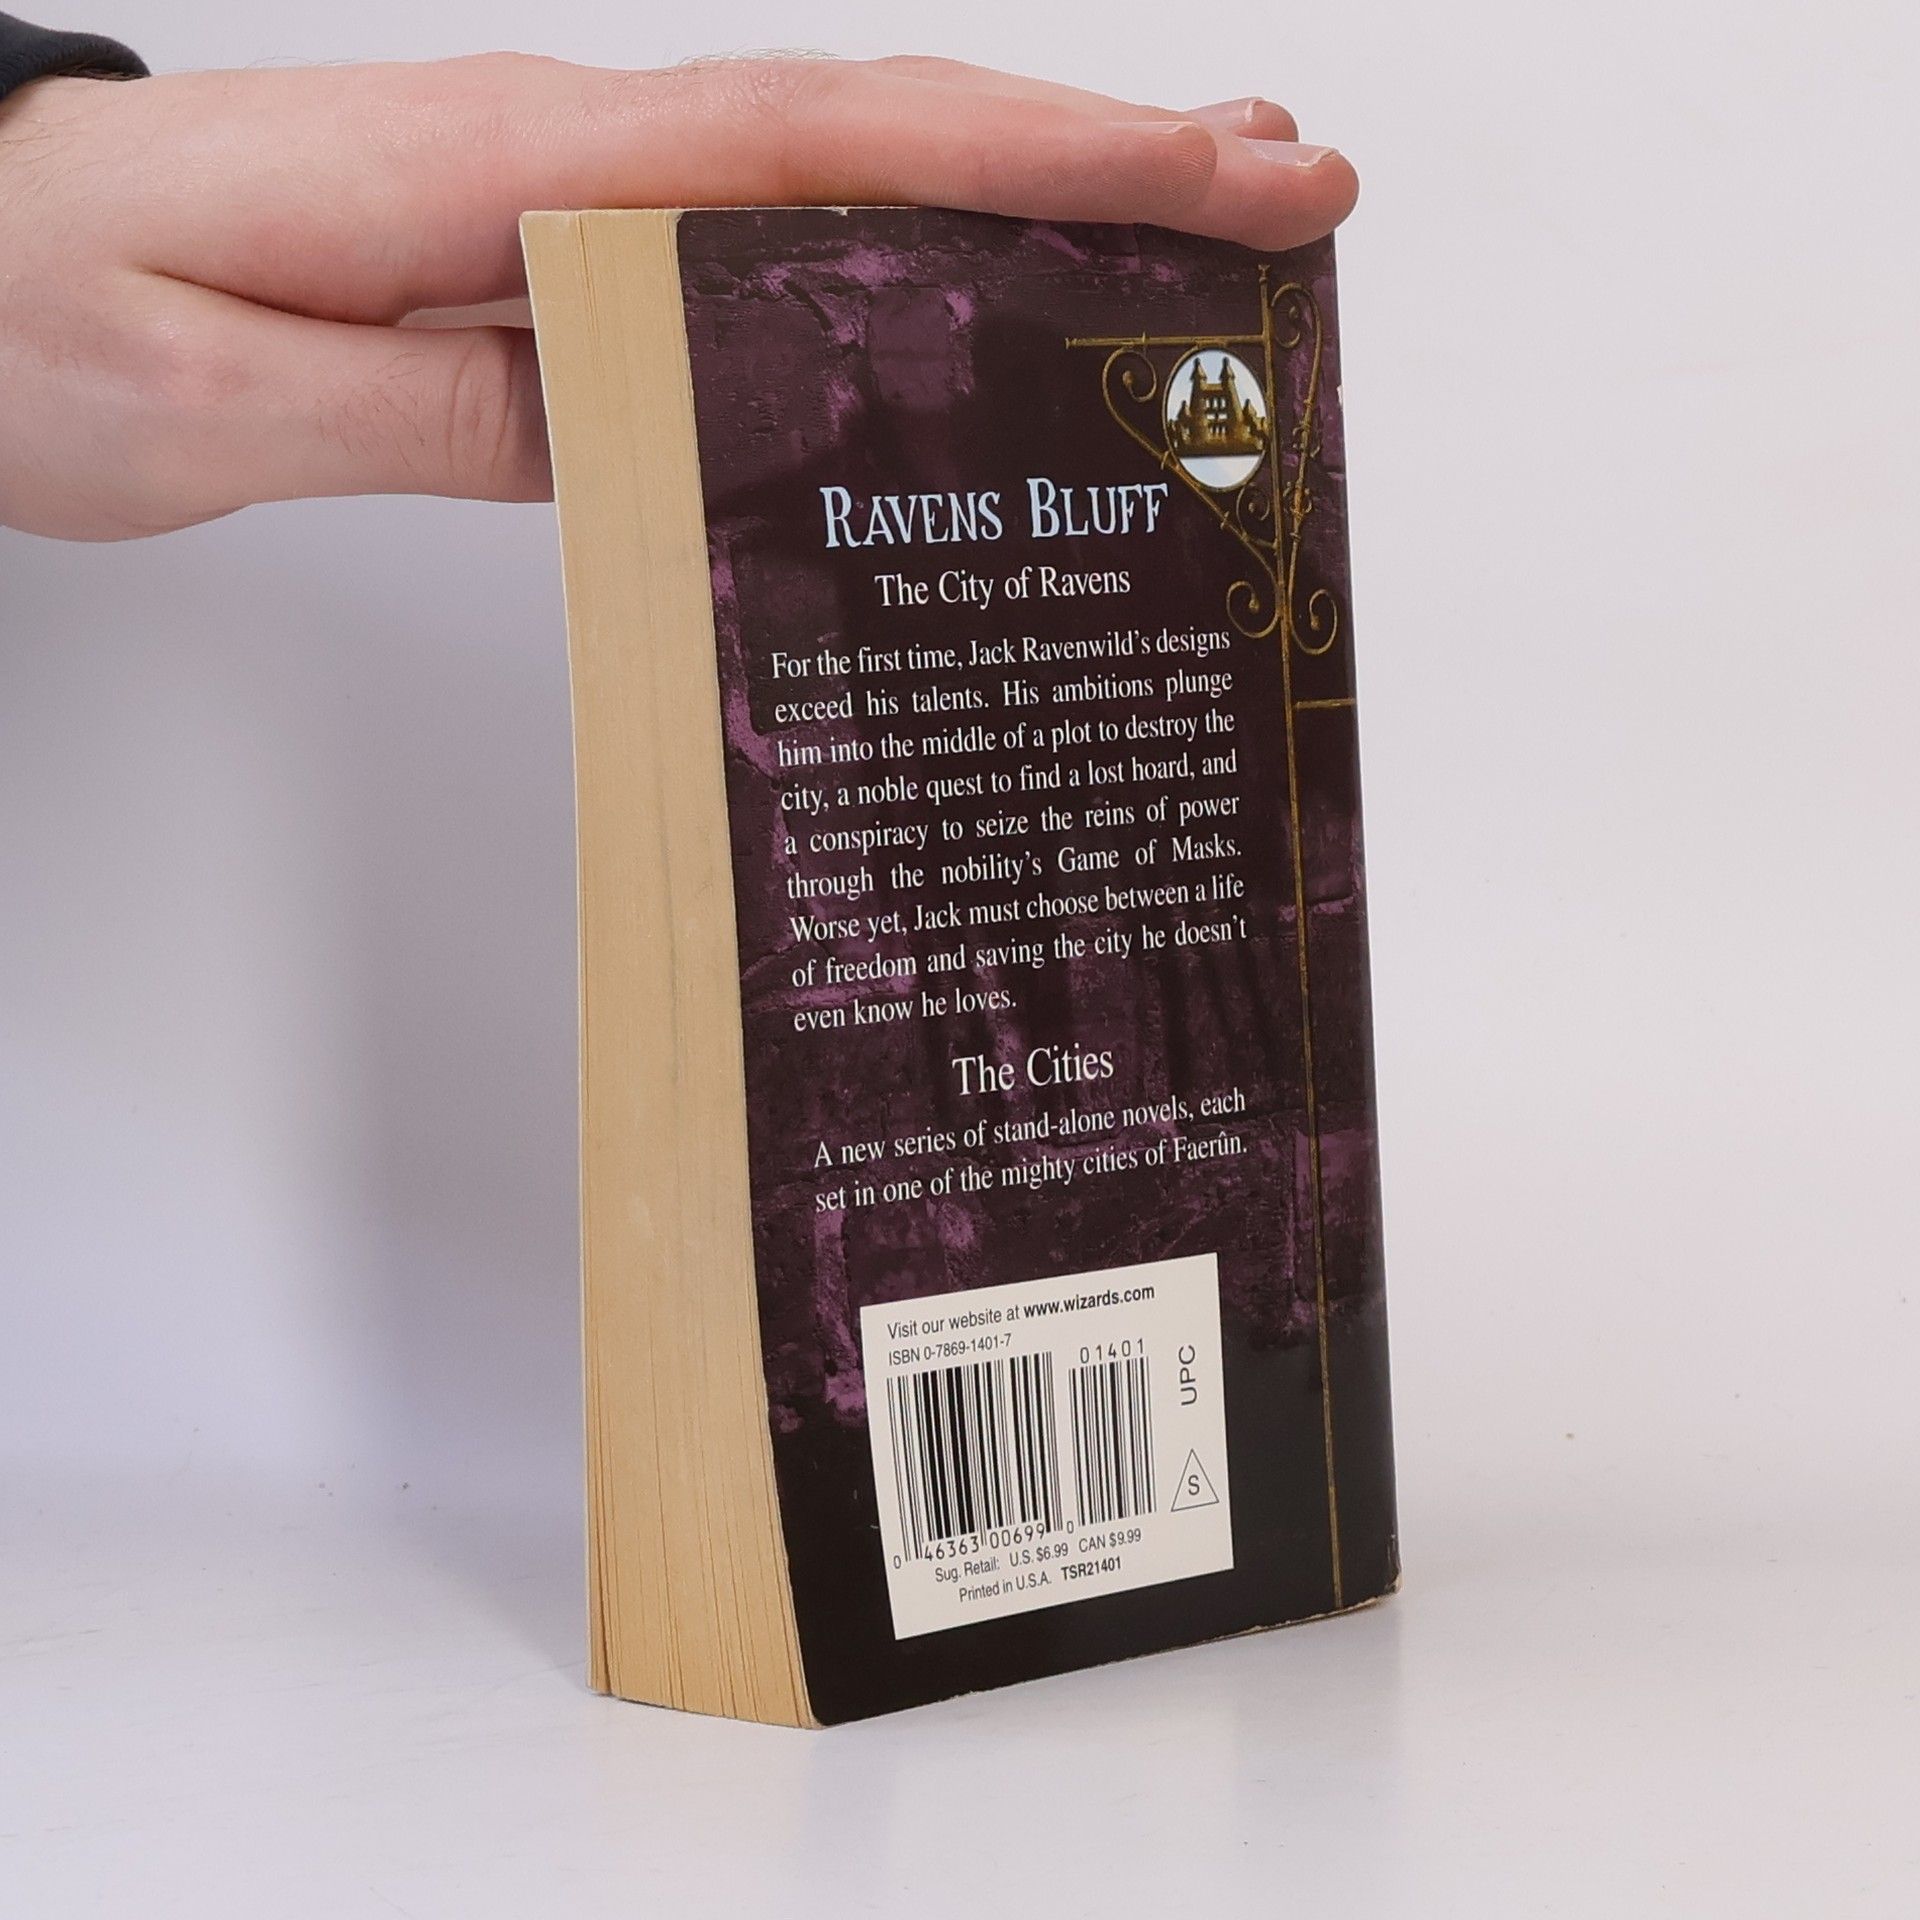 RAVENS BLUFF
The City of Ravens
For the first time, Jack Ravenwild's designs
exceed his talents. His ambitions plunge
him into the middle of a plot to destroy the
city, a noble quest to find a lost hoard, and
a conspiracy to seize the reins of power
through the nobility's Game of Masks.
Worse yet, Jack must choose between a life
of freedom and saving the city he doesn't
even know he loves.
The Cities
A new series of stand-alone novels, each
set in one of the mighty cities of Faerûn.
Visit our website at www.wizards.com
ISBN 0-7869-1401-7
01401
UPC
S
0 46363 00699 0
Sug. Retail: U.S. $6.99 CAN $9.99
Printed in U.S.A. TSR21401